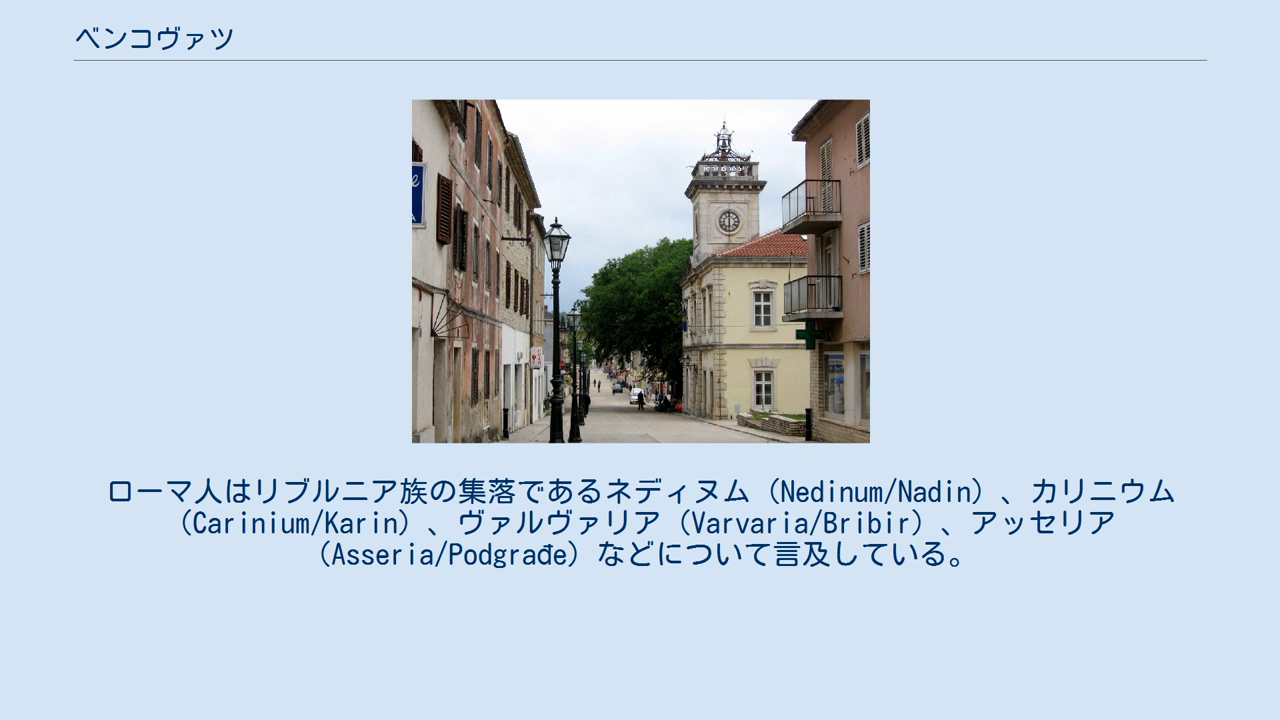 ベンコヴァツ
ローマ人はリブルニア族の集落であるネディヌム（Nedinum/Nadin）、カリニウム
（Carinium/Karin）、ヴァルヴァリア（Varvaria/Bribir）、アッセリア
（Asseria/Podgrađe）などについて言及している。